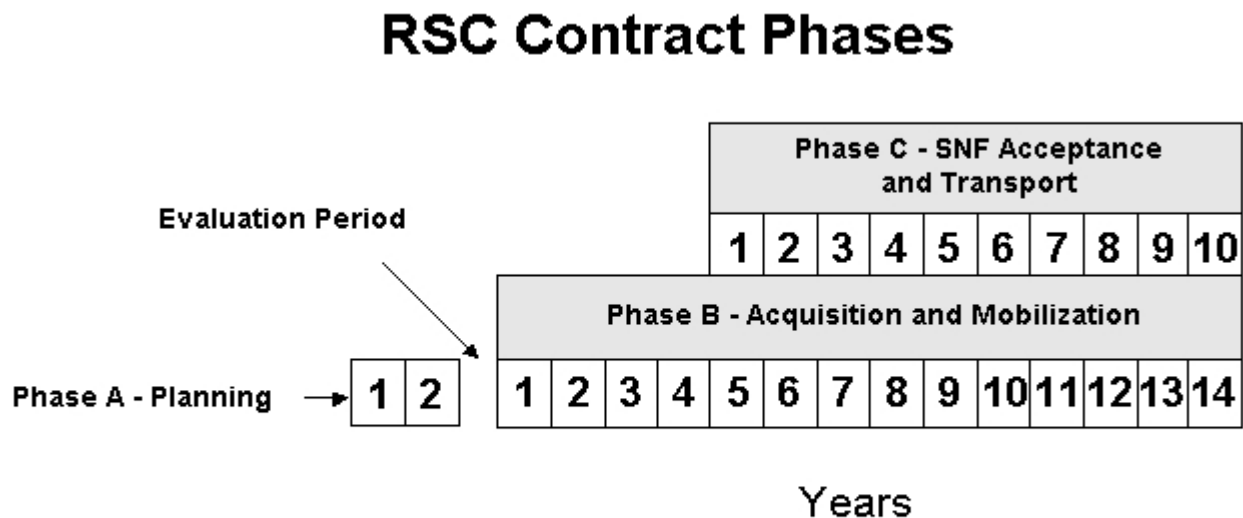 RSC Contract Phases
Phase C - SNF Acceptance
and Transport
Evaluation Period
1 2 3 4 5 6 7 8 9 10
Phase B - Acquisition and Mobilization
Phase A - Planning 1 2 1 2 3 4 5 6 7 8 9 10 11 12 13 14
Years